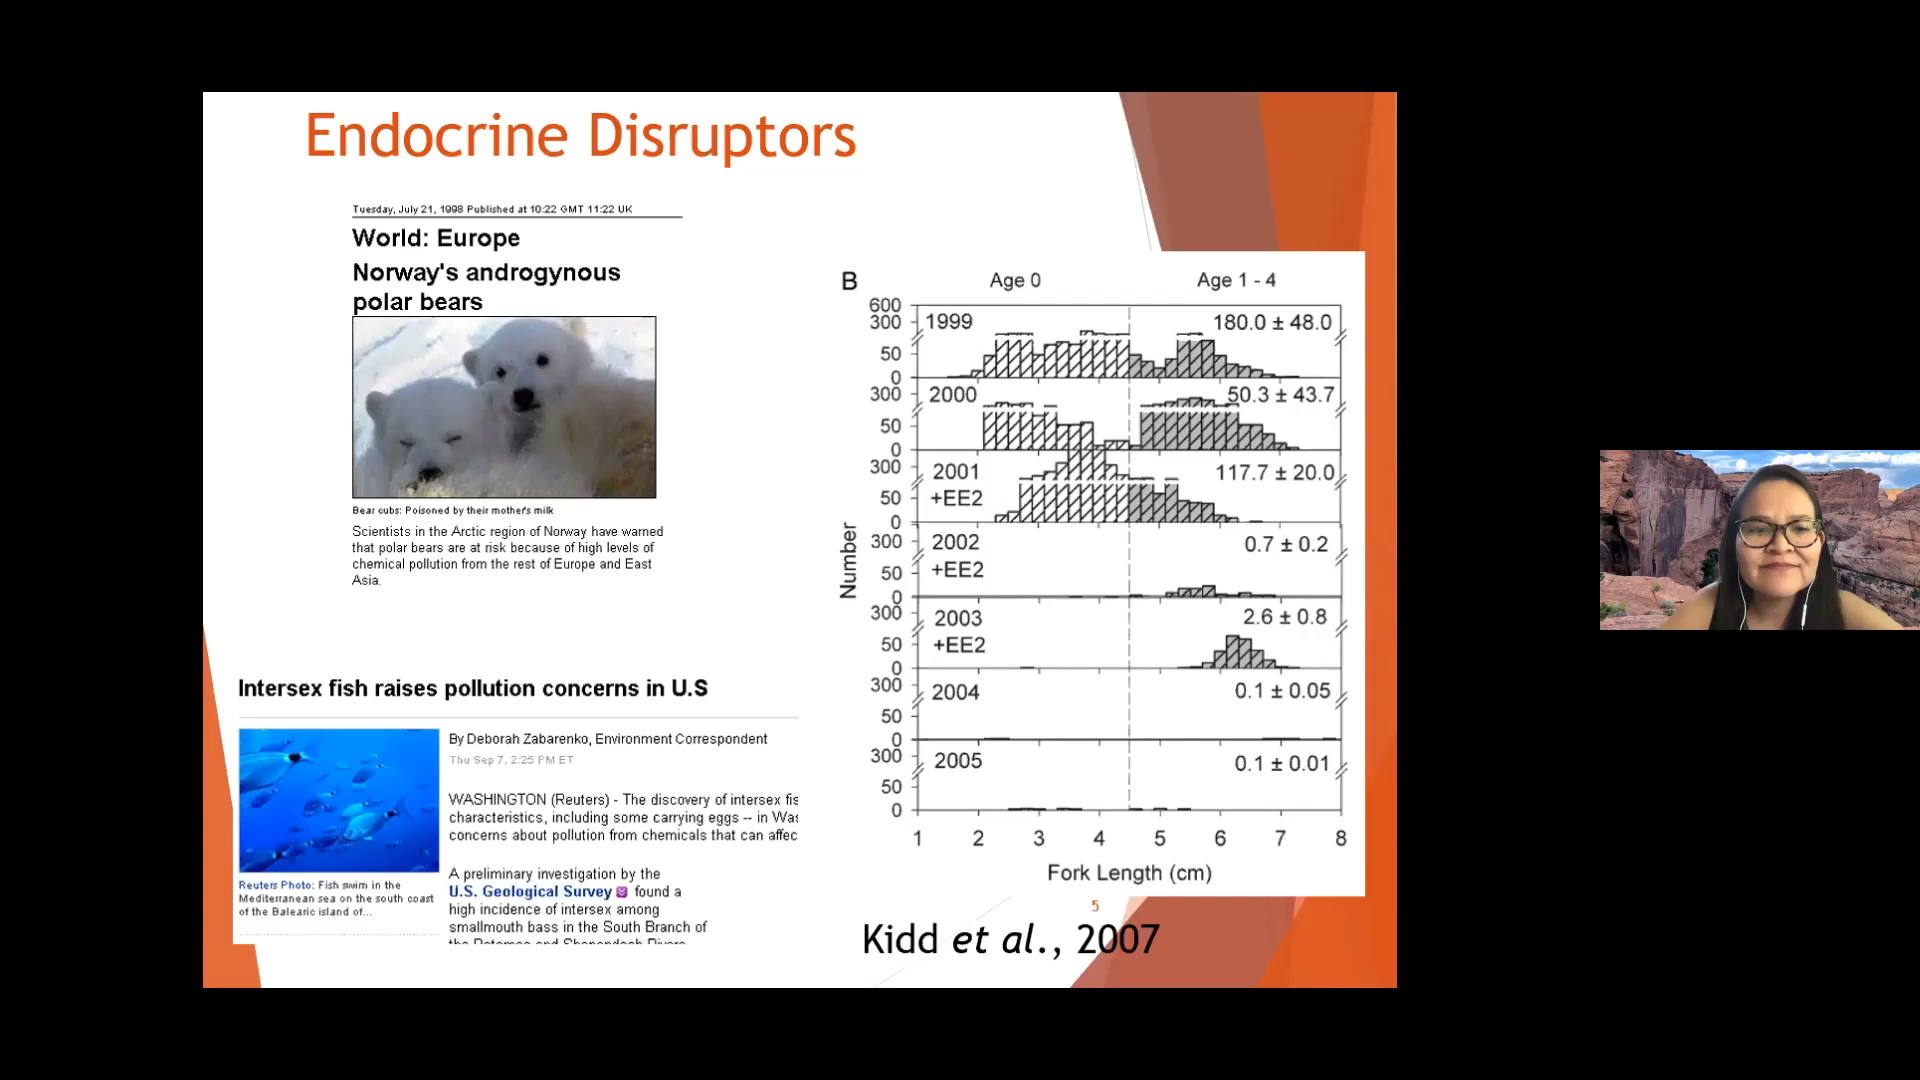 Endocrine Disruptors
Tuesday, July 21, 1998 Published at 10:22 GMT 11:22 UK
World: Europe
Norway's androgynous
polar bears
Bear cubs: Poisoned by their mother's milk
Scientists in the Arctic region of Norway have warned
that polar bears are at risk because of high levels of
chemical pollution from the rest of Europe and East
Asia.
Intersex fish raises pollution concerns in U.S
By Deborah Zabarenko, Environment Correspondent
Thu Sep 7, 2:25 PM ET
WASHINGTON (Reuters) - The discovery of intersex fis
characteristics, including some carrying eggs -- in Was
concerns about pollution from chemicals that can affec
A preliminary investigation by the
U.S. Geological Survey found a
high incidence of intersex among
smallmouth bass in the South Branch of
the Potomac and Shenandoah Rivers
Reuters Photo: Fish swim in the
Mediterranean sea on the south coast
of the Balearic island of...
B
Age 0 Age 1 - 4
600
300 1999 180.0 ± 48.0
50
0
300 2000 50.3 ± 43.7
50
0
300 2001 117.7 ± 20.0
50 +EE2
0
300 2002 0.7 ± 0.2
50 +EE2
0
300 2003 2.6 ± 0.8
50 +EE2
0
300 2004 0.1 ± 0.05
50
0
300 2005 0.1 ± 0.01
50
0
Number
1 2 3 4 5 6 7 8
Fork Length (cm)
5
Kidd et al., 2007